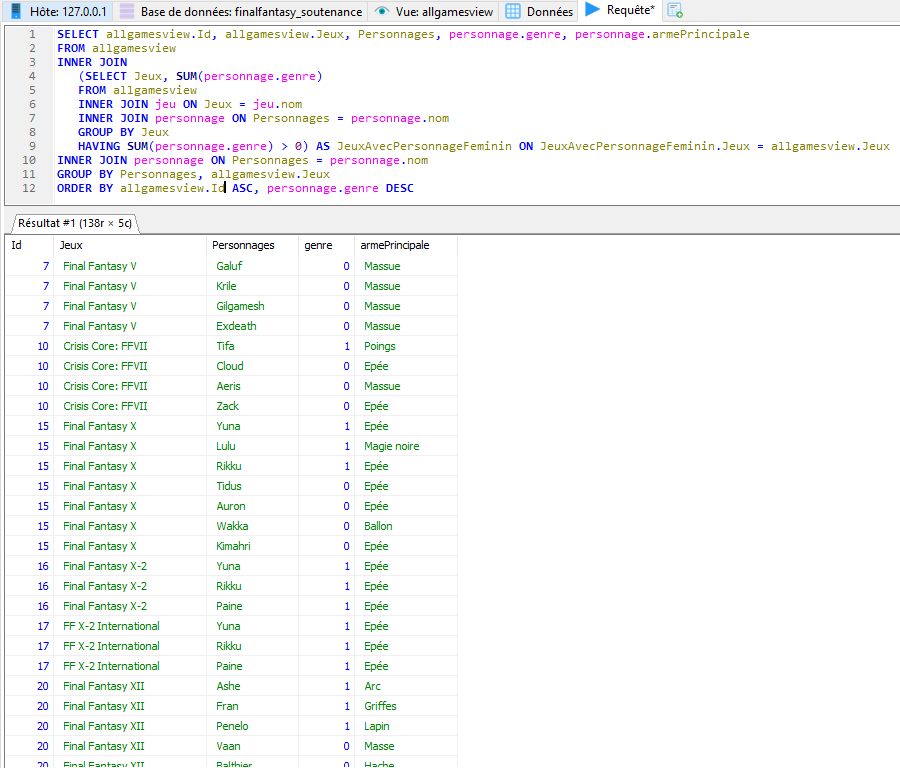 Hôte: 127.0.0.1 Base de données: finalfantasy_soutenance Vue: allgamesview Données Requête*
1 SELECT allgamesview.Id, allgamesview.Jeux, Personnages, personnage.genre, personnage.armePrincipale
2 FROM allgamesview
3 INNER JOIN
4 (SELECT Jeux, SUM(personnage.genre)
5 FROM allgamesview
6 INNER JOIN jeu ON Jeux = jeu.nom
7 INNER JOIN personnage ON Personnages = personnage.nom
8 GROUP BY Jeux
9 HAVING SUM(personnage.genre) > 0) AS JeuxAvecPersonnageFeminin ON JeuxAvecPersonnageFeminin.Jeux = allgamesview.Jeux
10 INNER JOIN personnage ON Personnages = personnage.nom
11 GROUP BY Personnages, allgamesview.Jeux
12 ORDER BY allgamesview.Id ASC, personnage.genre DESC
Résultat #1 (138r × 5c)
Id Jeux Personnages genre armePrincipale
7 Final Fantasy V Galuf 0 Massue
7 Final Fantasy V Krile 0 Massue
7 Final Fantasy V Gilgamesh 0 Massue
7 Final Fantasy V Exdeath 0 Massue
10 Crisis Core: FFVII Tifa 1 Poings
10 Crisis Core: FFVII Cloud 0 Epée
10 Crisis Core: FFVII Aeris 0 Massue
10 Crisis Core: FFVII Zack 0 Epée
15 Final Fantasy X Yuna 1 Epée
15 Final Fantasy X Lulu 1 Magie noire
15 Final Fantasy X Rikku 1 Epée
15 Final Fantasy X Tidus 0 Epée
15 Final Fantasy X Auron 0 Epée
15 Final Fantasy X Wakka 0 Ballon
15 Final Fantasy X Kimahri 0 Epée
16 Final Fantasy X-2 Yuna 1 Epée
16 Final Fantasy X-2 Rikku 1 Epée
16 Final Fantasy X-2 Paine 1 Epée
17 FF X-2 International Yuna 1 Epée
17 FF X-2 International Rikku 1 Epée
17 FF X-2 International Paine 1 Epée
20 Final Fantasy XII Ashe 1 Arc
20 Final Fantasy XII Fran 1 Griffes
20 Final Fantasy XII Penelo 1 Lapin
20 Final Fantasy XII Vaan 0 Masse
20 Final Fantasy XII Balthier 0 Hache